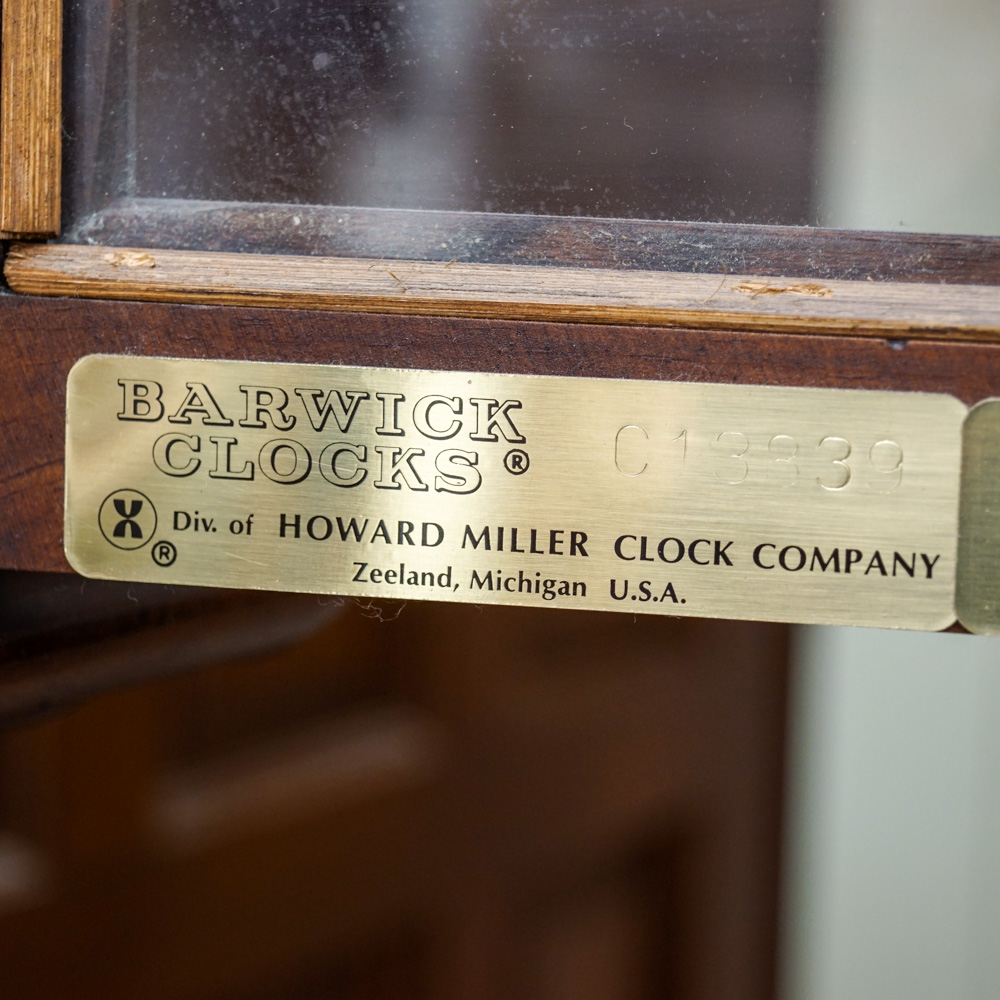 BARWICK
CLOCKS®
Div. of HOWARD MILLER CLOCK COMPANY
®
Zeeland, Michigan U.S.A.